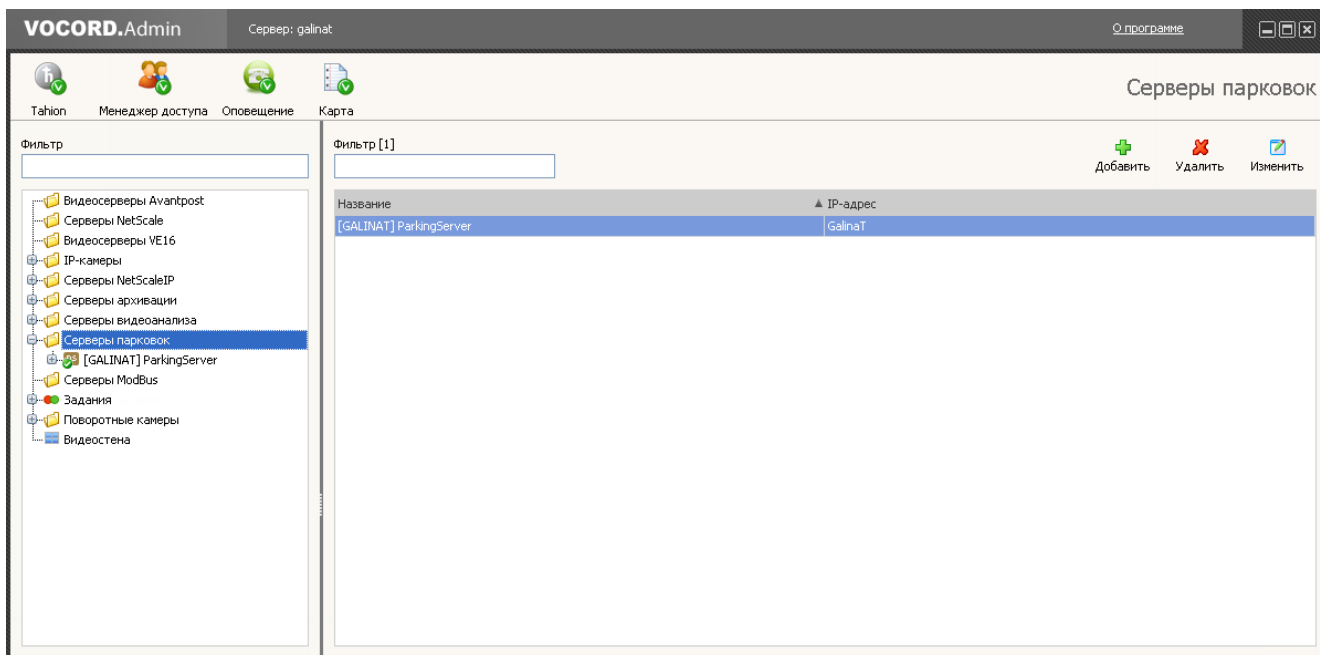 VOCORD.Admin Сервер: galinat О программе
Tahion Менеджер доступа Оповещение Карта
Серверы парковок
Фильтр
Видеосерверы Avantpost
Серверы NetScale
Видеосерверы VE16
IP-камеры
Серверы NetScaleIP
Серверы архивации
Серверы видеоанализа
Серверы парковок
[GALINAT] ParkingServer
Серверы ModBus
Задания
Поворотные камеры
Видеостена
Фильтр [1]
Добавить Удалить Изменить
Название IP-адрес
[GALINAT] ParkingServer GalinaT